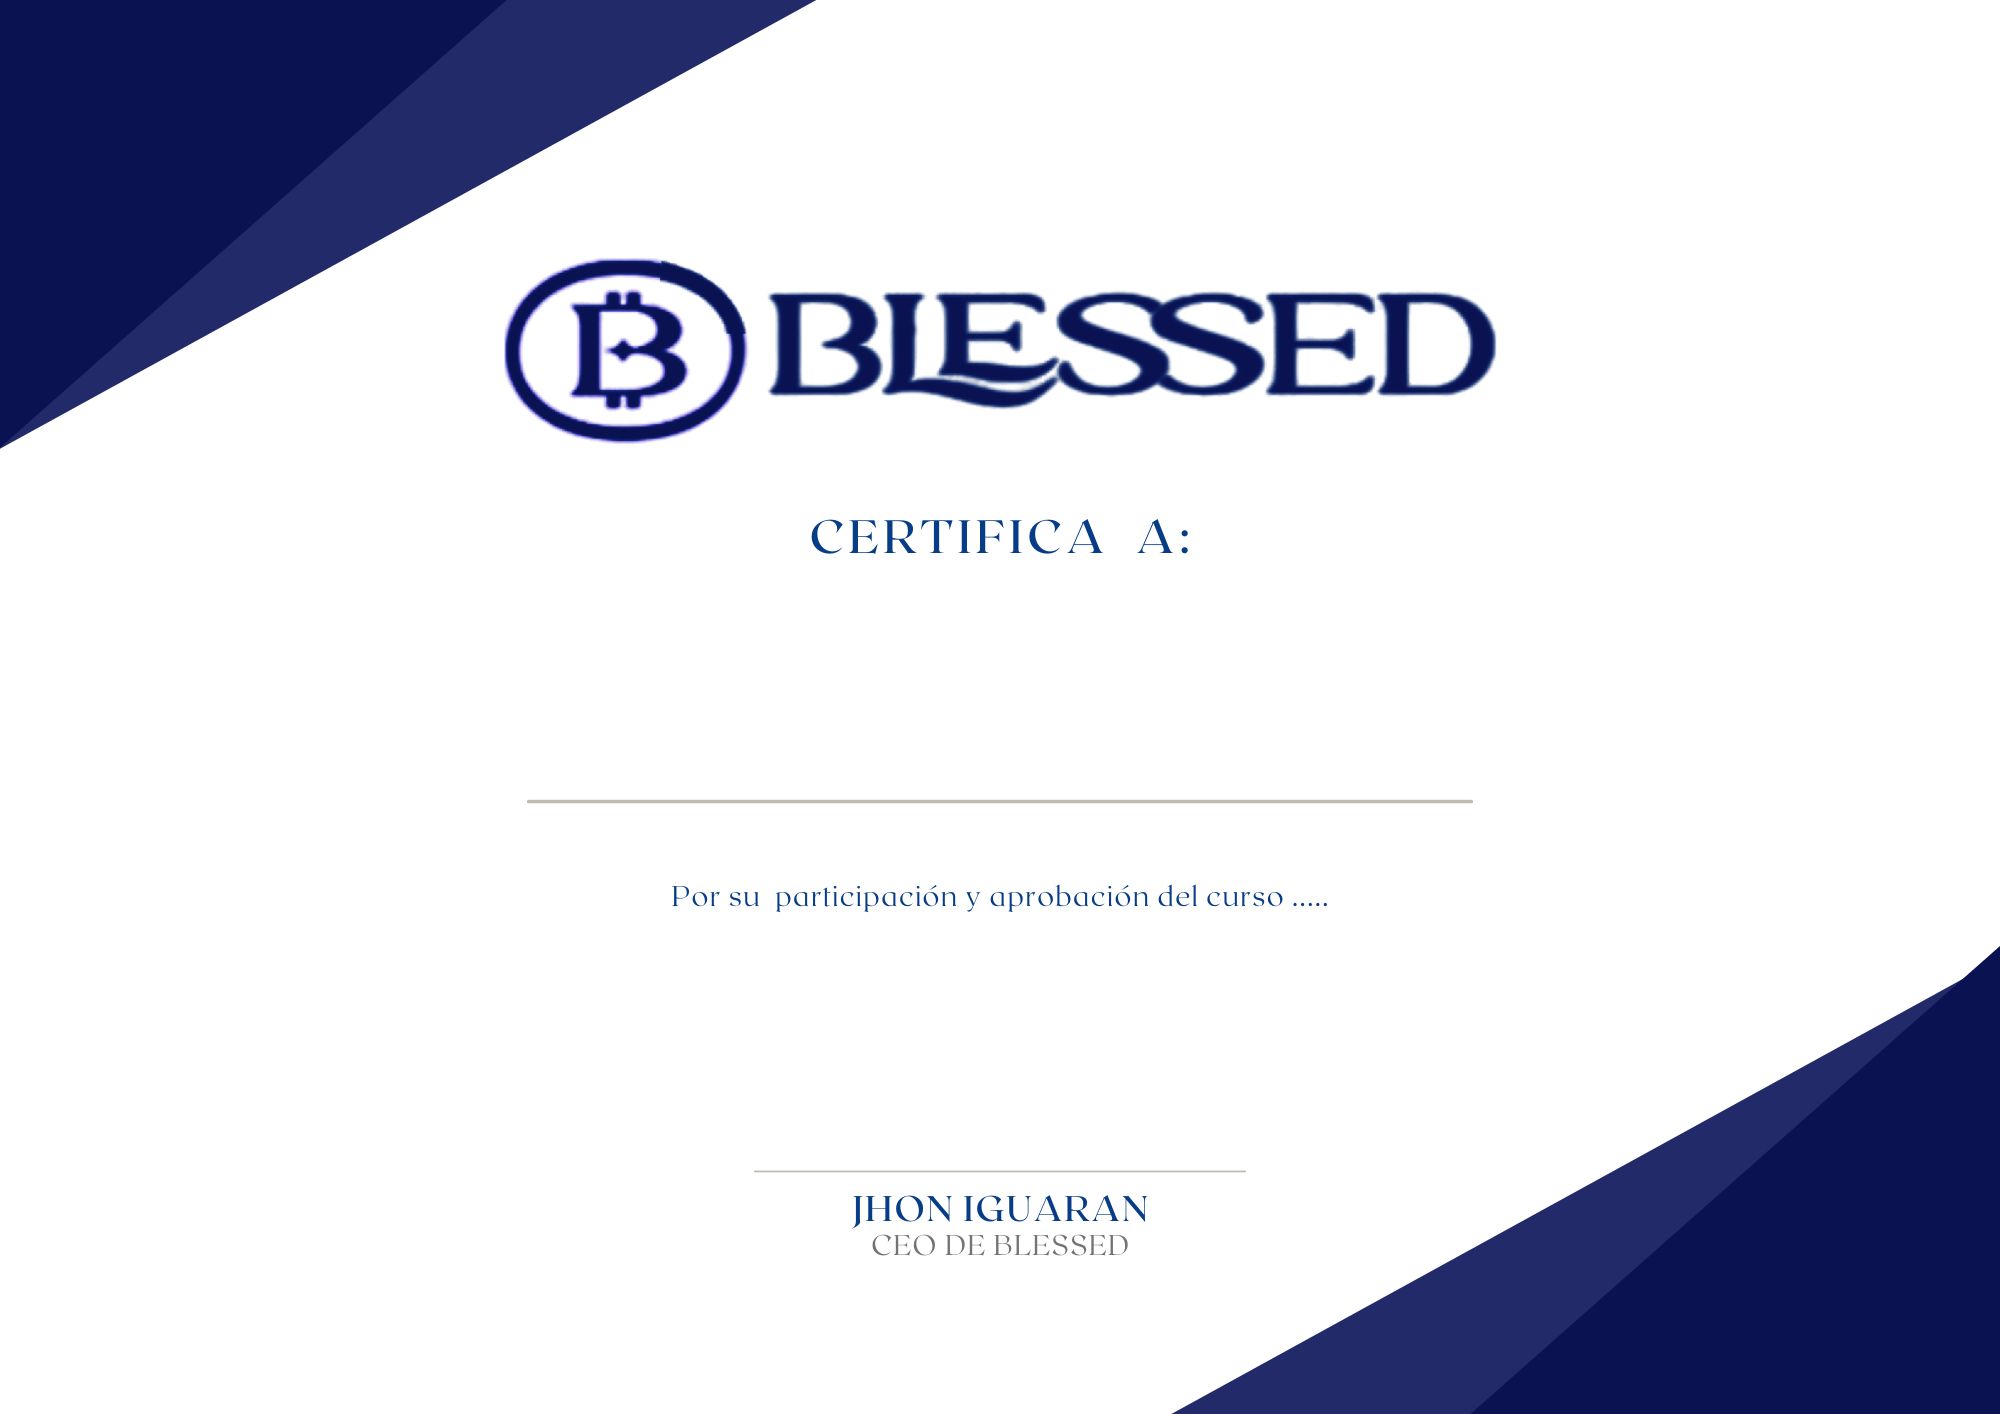 B BLESSED
CERTIFICA A:
Por su participación y aprobación del curso .....
JHON IGUARAN
CEO DE BLESSED